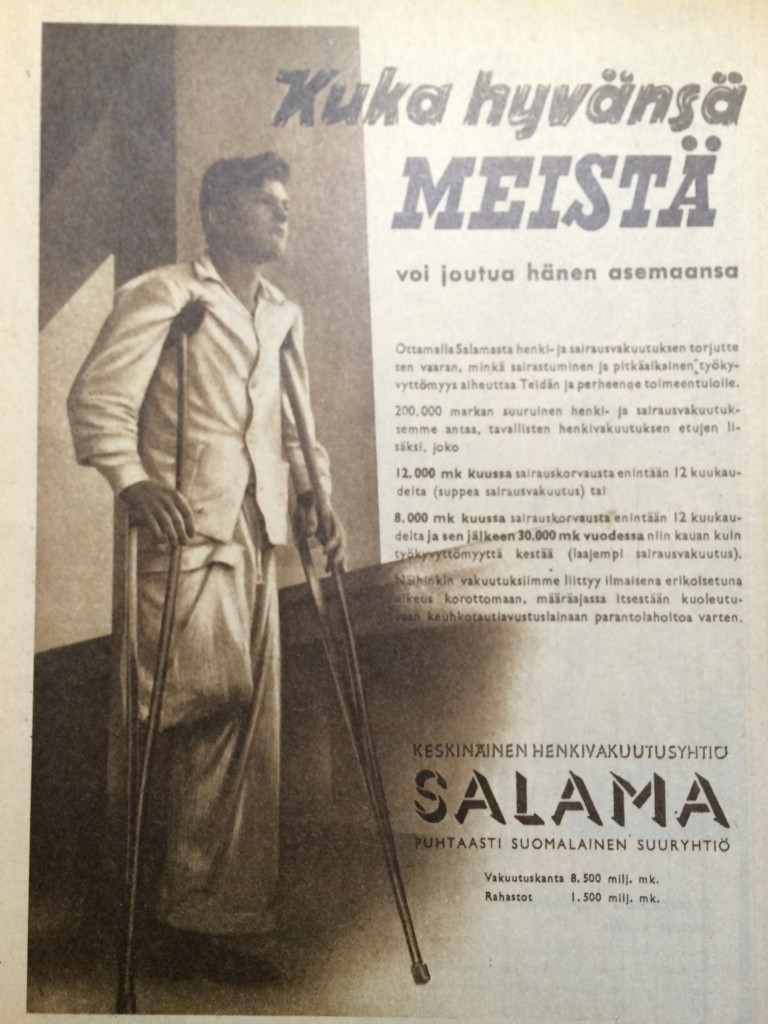 Kuka hyvänsä
MEISTÄ
voi joutua hänen asemaansa
Ottamalla Salamasta henki- ja sairausvakuutuksen torjutte
sen vaaran, minkä sairastuminen ja pitkäaikainen työky-
vyttömyys aiheuttaa Teidän ja perheenne toimeentulolle.
200.000 markan suuruinen henki- ja sairausvakuutuk-
semme antaa, tavallisten henkivakuutuksen etujen li-
säksi, joko
12.000 mk kuussa sairauskorvausta enintään 12 kuukau-
delta (suppea sairausvakuutus) tai
8.000 mk kuussa sairauskorvausta enintään 12 kuukau-
delta ja sen jälkeen 30.000 mk vuodessa niin kauan kuin
työkyvyttömyyttä kestää (laajempi sairausvakuutus).
Näihinkin vakuutuksiimme liittyy ilmaisena erikoisetuna
oikeus korottomaan, määräajassa itsestään kuoleutu-
vaan keuhkotautiavustuslainaan parantolahoitoa varten.
KESKINÄINEN HENKIVAKUUTUSYHTIÖ
SALAMA
PUHTAASTI SUOMALAINEN SUURYHTIÖ
Vakuutuskanta 8.500 milj. mk.
Rahastot 1.500 milj. mk.